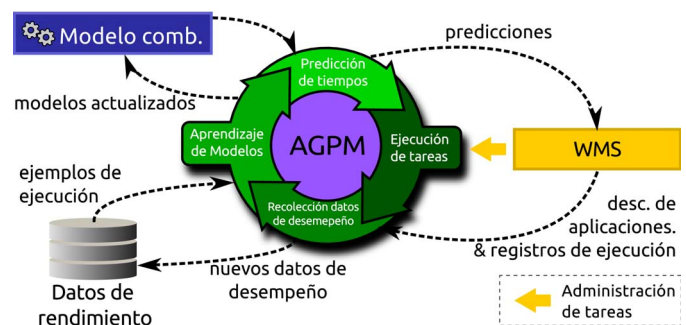 Modelo comb.
predicciones
Predicción
de tiempos
modelos actualizados
Aprendizaje
de Modelos
AGPM
Ejecución
de tareas
WMS
ejemplos de
ejecución
Recolección datos
de desemepeño
desc. de
aplicaciones.
& registros de ejecución
nuevos datos de
desempeño
Datos de
rendimiento
Administración
de tareas